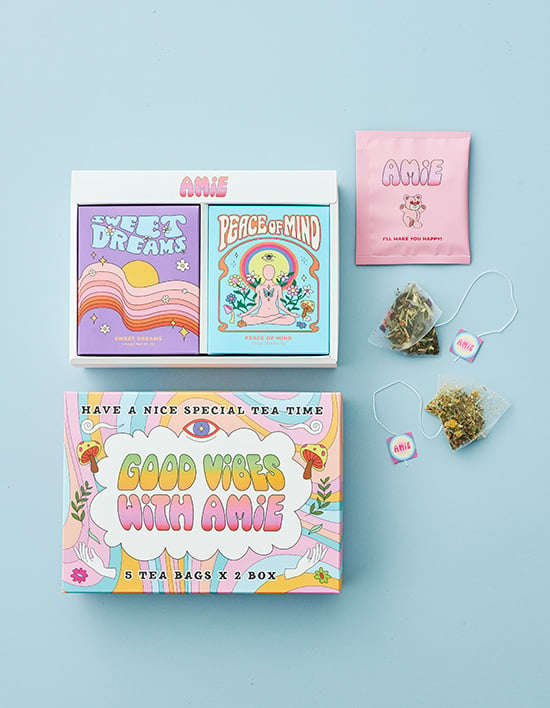 AMiE
SWEET
DREAMS
SWEET DREAMS
PEACE OF MIND
PEACE OF MIND
AMiE
I'LL MAKE YOU HAPPY!
AMiE
AMiE
HAVE A NICE SPECIAL TEA TIME
GOOD ViBES
WiTH AMiE
5 TEA BAGS X 2 BOX